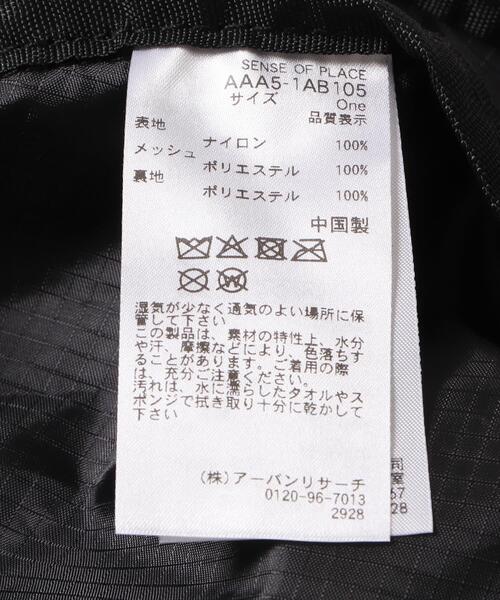 SENSE OF PLACE
AAA5-1AB105
サイズ One
品質表示
表地
ナイロン 100%
メッシュ
ポリエステル 100%
裏地
ポリエステル 100%
中国製
湿気が少なく通気のよい場所に保
管して下さい
この製品は、素材の特性上、水分
や汗、摩擦などにより、色落ちす
ることがあります。ご着用の際
は、充分ご注意ください。
汚れは、水に濡らしたタオルやス
ポンジで拭き取り十分に乾かして
下さい
(株)アーバンリサーチ
0120-96-7013
2928
司
室
67
28